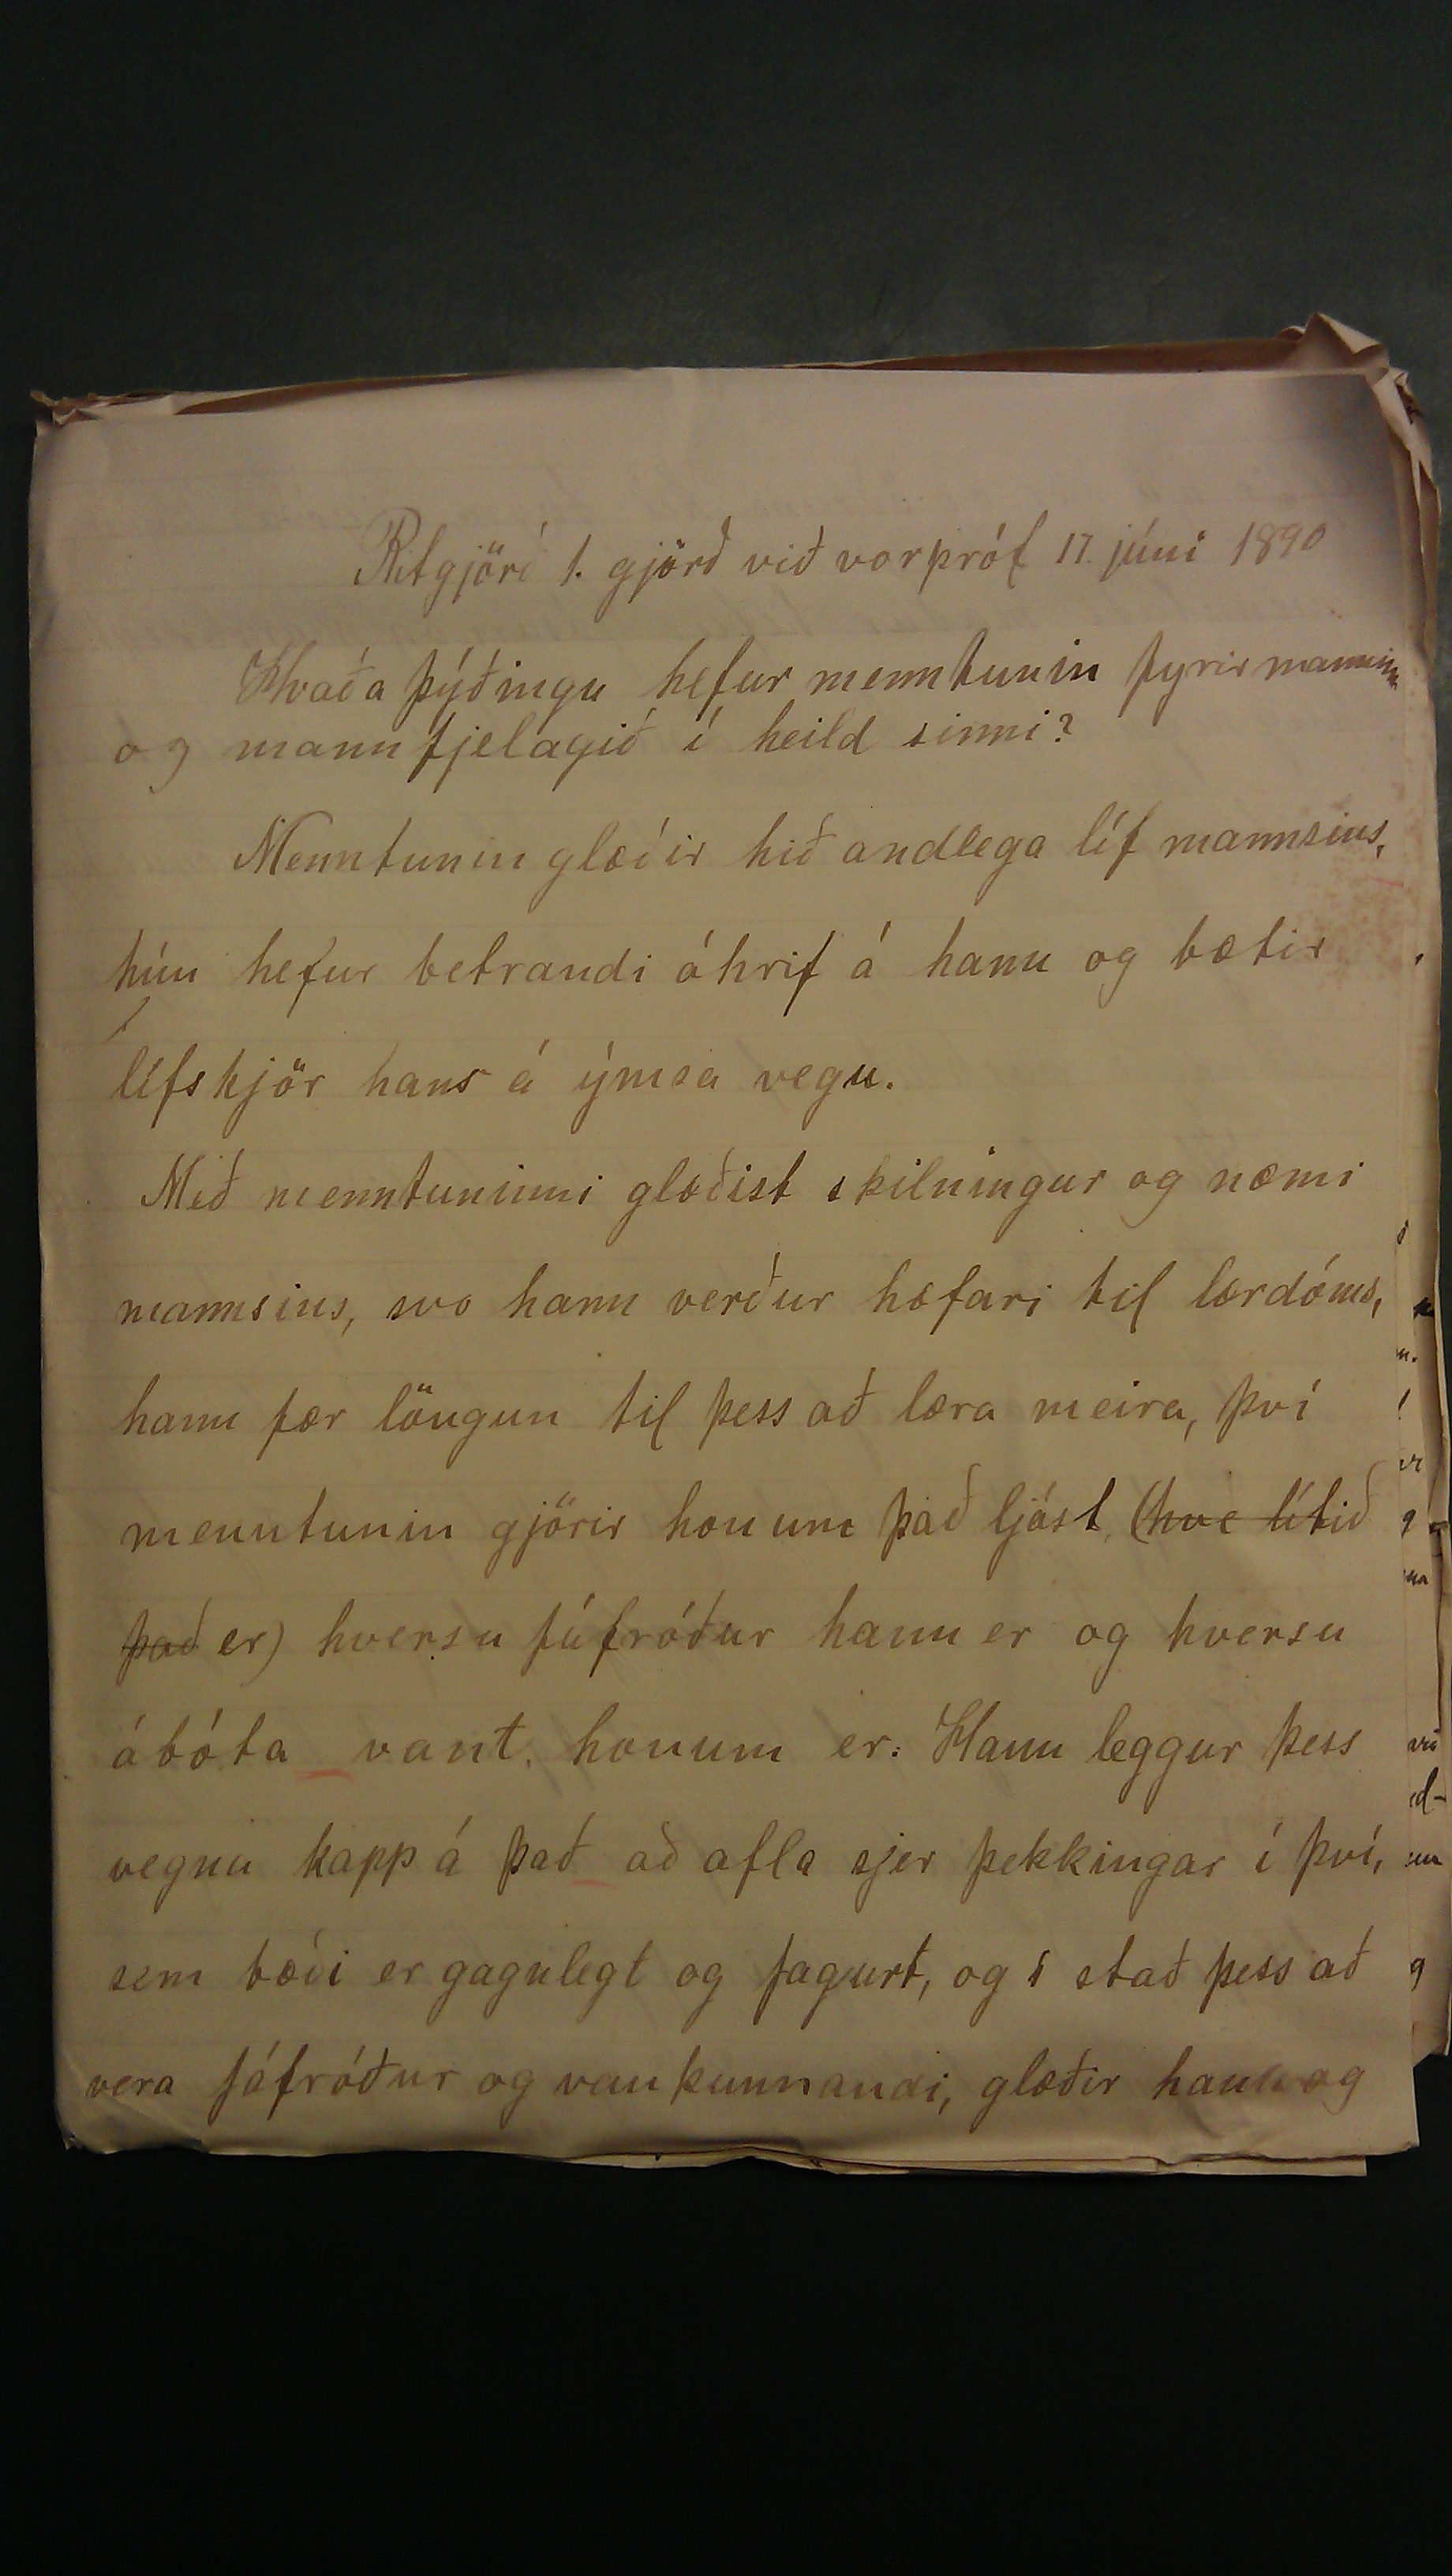 Ritgjörð 1. gjörð við vorpróf 17. júni 1890
Hvaða þýðingu hefur menntunin fyrir manninn
og mannfjelagið í heild sinni?
Menntunin glæðir hið andlega líf mannsins,
hún hefur betrandi áhrif á hann og bætir
lífskjör hans á ýmsa vegu.
Með menntuninni glæðist skilningur og næmi
mannsins, svo hann verður hæfari til lærdóms,
hann fær löngun til þess að læra meira, því
menntunin gjörir honum það ljóst, (hve lítið
það er) hversu fáfróður hann er og hversu
ábóta vant honum er. Hann leggur þess
vegna kapp á það að afla sjer þekkingar í því,
sem bæði er gagnlegt og fagurt, og í stað þess að
vera fáfróður og vankunnandi, glæðir hann og